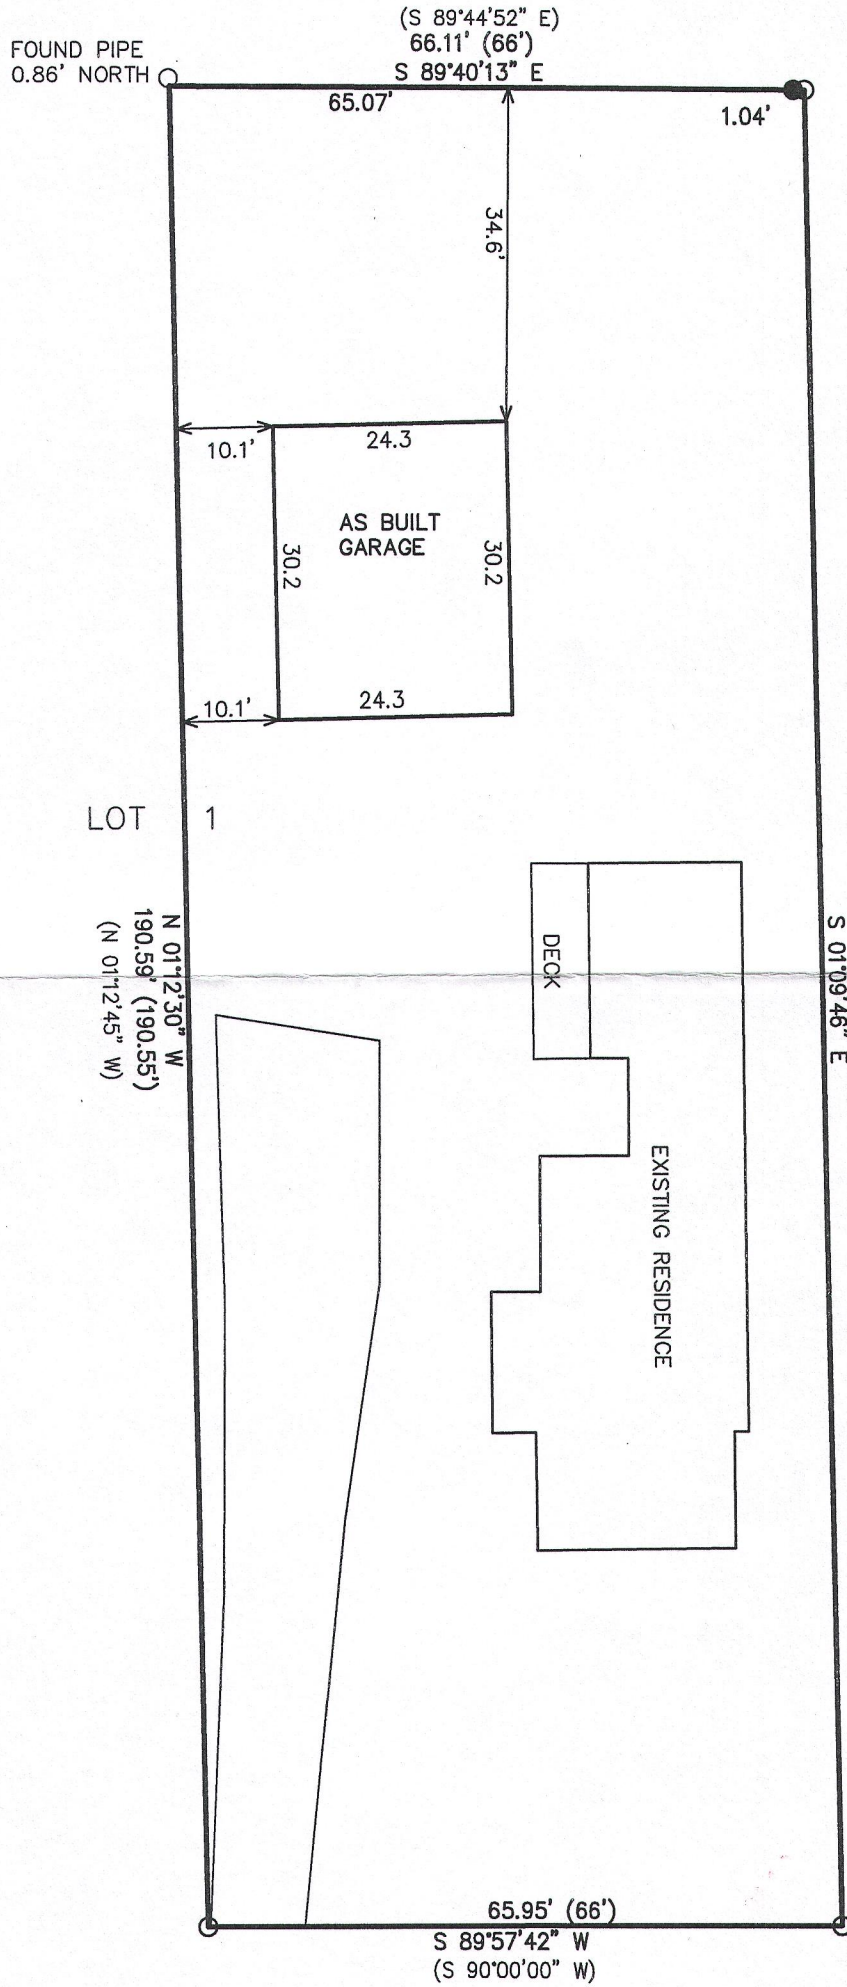 (S 89°44'52" E)
66.11' (66')
S 89°40'13" E
FOUND PIPE
0.86' NORTH
65.07'
1.04'
34.6'
10.1'
24.3
AS BUILT
GARAGE
30.2
30.2
10.1'
24.3
LOT 1
N 01°12'30" W
190.59' (190.55')
(N 01°12'45" W)
DECK
S 01°09'46" E
EXISTING RESIDENCE
65.95' (66')
S 89°57'42" W
(S 90°00'00" W)